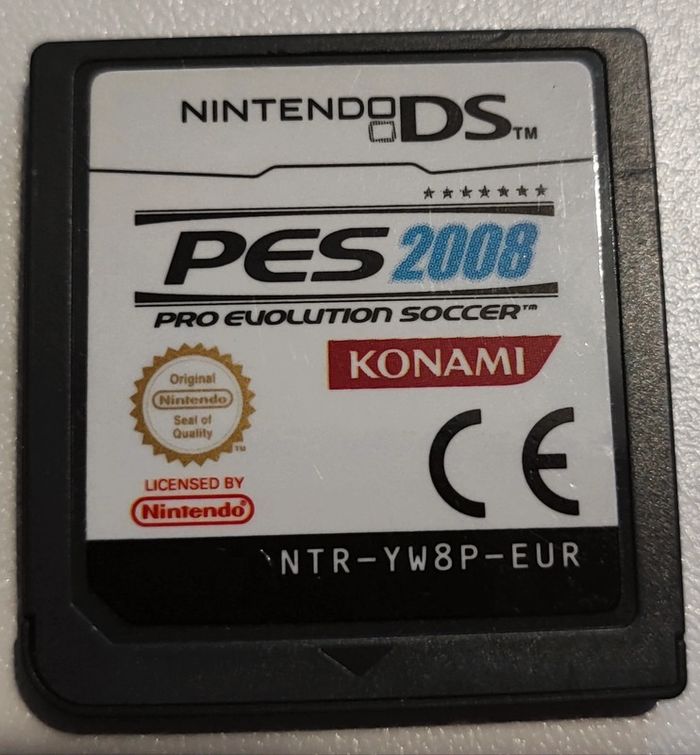 NINTENDO DS™
PES 2008
PRO EVOLUTION SOCCER™
KONAMI
Original
Nintendo
Seal of
Quality
TM
LICENSED BY
Nintendo®
CE
NTR-YW8P-EUR